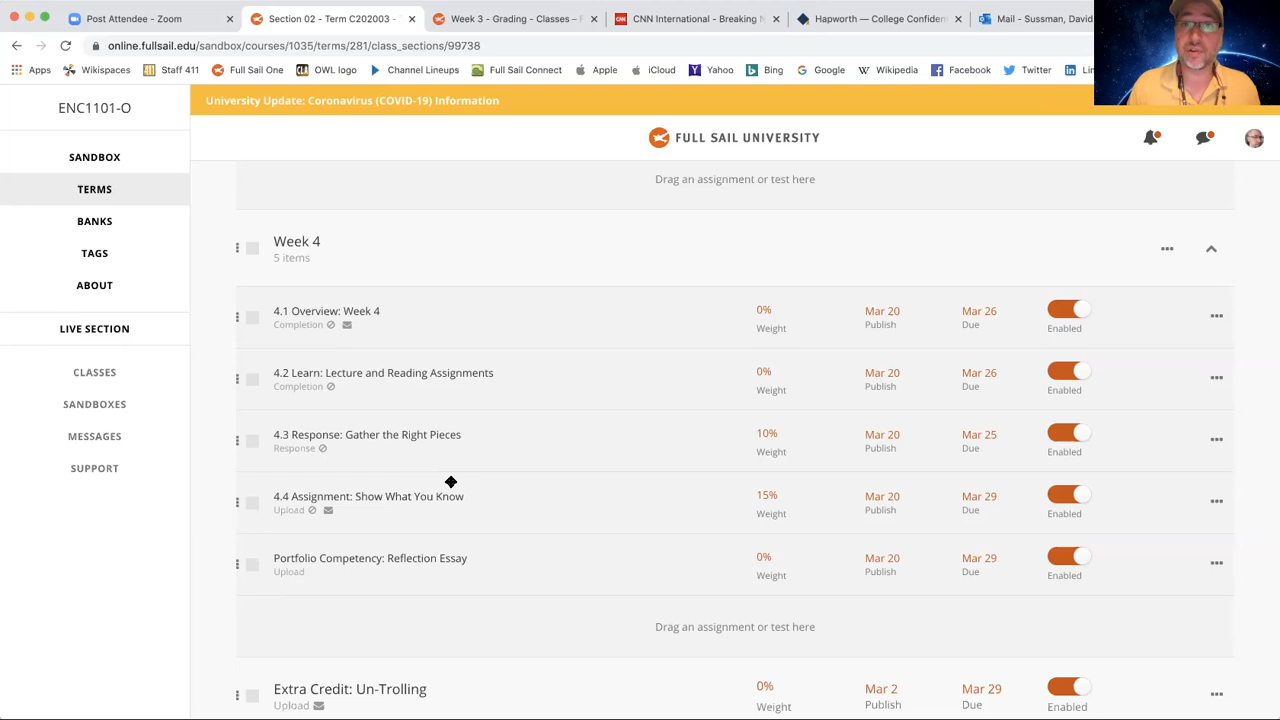 Post Attendee - Zoom
Section 02 - Term C202003 -
Week 3 - Grading - Classes – F
CNN International - Breaking N
Hapworth — College Confiden
Mail - Sussman, David
online.fullsail.edu/sandbox/courses/1035/terms/281/class_sections/99738
Apps
Wikispaces
Staff 411
Full Sail One
OWL logo
Channel Lineups
Full Sail Connect
Apple
iCloud
Yahoo
Bing
Google
Wikipedia
Facebook
Twitter
Lin
ENC1101-O
SANDBOX
TERMS
BANKS
TAGS
ABOUT
LIVE SECTION
CLASSES
SANDBOXES
MESSAGES
SUPPORT
University Update: Coronavirus (COVID-19) Information
FULL SAIL UNIVERSITY
Drag an assignment or test here
Week 4
5 items
4.1 Overview: Week 4
Completion
0%
Weight
Mar 20
Publish
Mar 26
Due
Enabled
4.2 Learn: Lecture and Reading Assignments
Completion
0%
Weight
Mar 20
Publish
Mar 26
Due
Enabled
4.3 Response: Gather the Right Pieces
Response
10%
Weight
Mar 20
Publish
Mar 25
Due
Enabled
4.4 Assignment: Show What You Know
Upload
15%
Weight
Mar 20
Publish
Mar 29
Due
Enabled
Portfolio Competency: Reflection Essay
Upload
0%
Weight
Mar 20
Publish
Mar 29
Due
Enabled
Drag an assignment or test here
Extra Credit: Un-Trolling
Upload
0%
Weight
Mar 2
Publish
Mar 29
Due
Enabled